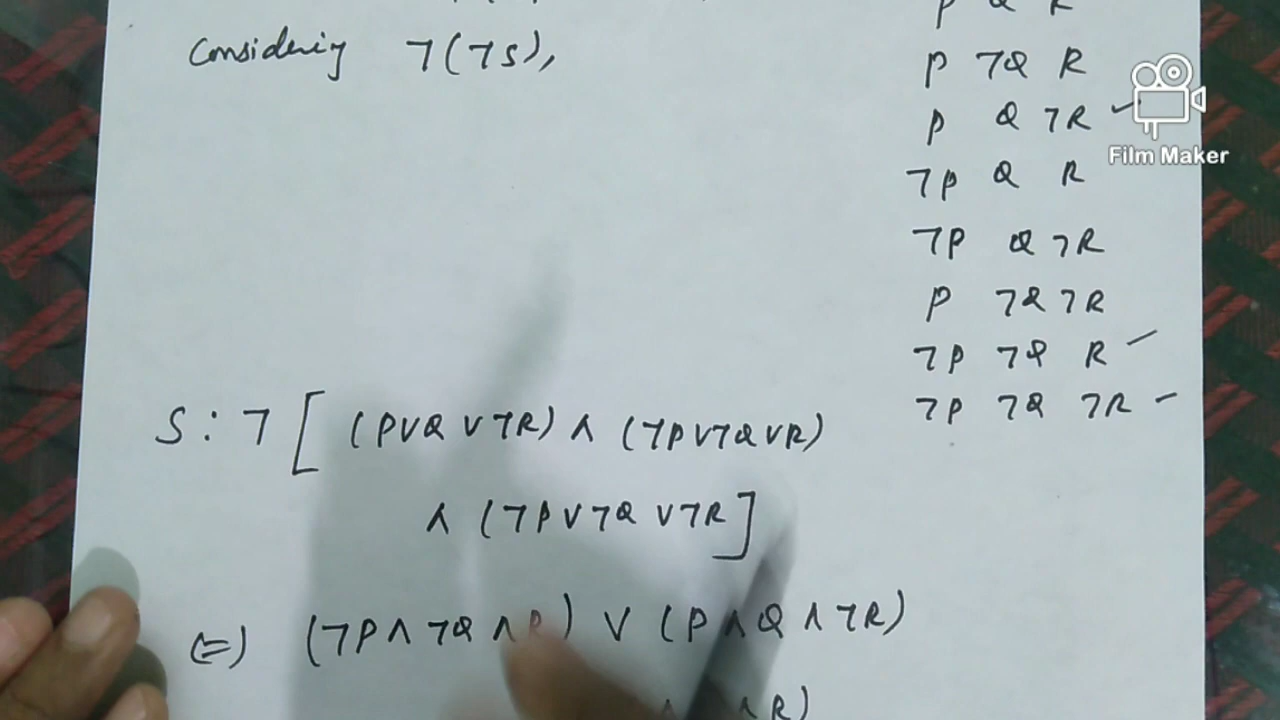 P Q R
Considering ¬(¬S),
P ¬Q R
P Q ¬R ✓
Film Maker
¬P Q R
¬P Q ¬R
P ¬Q ¬R
¬P ¬Q R
¬P ¬Q ¬R
S : ¬ [ (P∨Q ∨¬R) ∧ (¬P∨¬Q∨R)
∧ (¬P∨¬Q ∨¬R ]
(=) (¬P∧ ¬Q ∧R) ∨ (P∧Q∧¬R)
∧ ∧R)